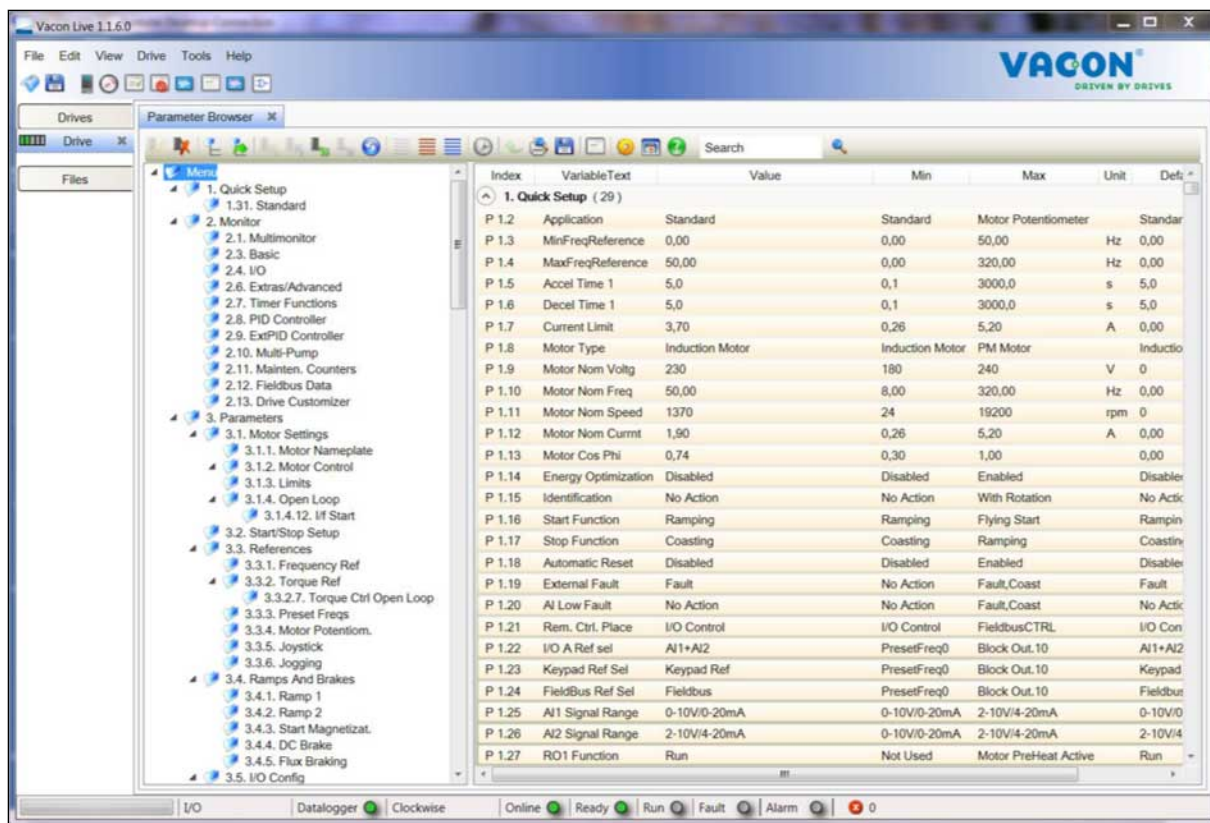 Vacon Live 1.1.6.0
File Edit View Drive Tools Help
VACON®
DRIVEN BY DRIVES
Drives
Drive
Files
Parameter Browser
Search
Menu
1. Quick Setup
1.31. Standard
2. Monitor
2.1. Multimonitor
2.3. Basic
2.4. I/O
2.6. Extras/Advanced
2.7. Timer Functions
2.8. PID Controller
2.9. ExtPID Controller
2.10. Multi-Pump
2.11. Mainten. Counters
2.12. Fieldbus Data
2.13. Drive Customizer
3. Parameters
3.1. Motor Settings
3.1.1. Motor Nameplate
3.1.2. Motor Control
3.1.3. Limits
3.1.4. Open Loop
3.1.4.12. I/f Start
3.2. Start/Stop Setup
3.3. References
3.3.1. Frequency Ref
3.3.2. Torque Ref
3.3.2.7. Torque Ctrl Open Loop
3.3.3. Preset Freqs
3.3.4. Motor Potentiom.
3.3.5. Joystick
3.3.6. Jogging
3.4. Ramps And Brakes
3.4.1. Ramp 1
3.4.2. Ramp 2
3.4.3. Start Magnetizat.
3.4.4. DC Brake
3.4.5. Flux Braking
3.5. I/O Config
Index VariableText Value Min Max Unit Defa
1. Quick Setup (29)
P 1.2 Application Standard Standard Motor Potentiometer Standar
P 1.3 MinFreqReference 0,00 0,00 50,00 Hz 0,00
P 1.4 MaxFreqReference 50,00 0,00 320,00 Hz 0,00
P 1.5 Accel Time 1 5,0 0,1 3000,0 s 5,0
P 1.6 Decel Time 1 5,0 0,1 3000,0 s 5,0
P 1.7 Current Limit 3,70 0,26 5,20 A 0,00
P 1.8 Motor Type Induction Motor Induction Motor PM Motor Inductio
P 1.9 Motor Nom Voltg 230 180 240 V 0
P 1.10 Motor Nom Freq 50,00 8,00 320,00 Hz 0,00
P 1.11 Motor Nom Speed 1370 24 19200 rpm 0
P 1.12 Motor Nom Currnt 1,90 0,26 5,20 A 0,00
P 1.13 Motor Cos Phi 0,74 0,30 1,00 0,00
P 1.14 Energy Optimization Disabled Disabled Enabled Disable
P 1.15 Identification No Action No Action With Rotation No Actic
P 1.16 Start Function Ramping Ramping Flying Start Rampin
P 1.17 Stop Function Coasting Coasting Ramping Coastin
P 1.18 Automatic Reset Disabled Disabled Enabled Disable
P 1.19 External Fault Fault No Action Fault,Coast Fault
P 1.20 AI Low Fault No Action No Action Fault,Coast No Actic
P 1.21 Rem. Ctrl. Place I/O Control I/O Control FieldbusCTRL I/O Con
P 1.22 I/O A Ref sel AI1+AI2 PresetFreq0 Block Out.10 AI1+AI2
P 1.23 Keypad Ref Sel Keypad Ref PresetFreq0 Block Out.10 Keypad
P 1.24 FieldBus Ref Sel Fieldbus PresetFreq0 Block Out.10 Fieldbus
P 1.25 AI1 Signal Range 0-10V/0-20mA 0-10V/0-20mA 2-10V/4-20mA 0-10V/0
P 1.26 AI2 Signal Range 2-10V/4-20mA 0-10V/0-20mA 2-10V/4-20mA 2-10V/4
P 1.27 RO1 Function Run Not Used Motor PreHeat Active Run
I/O Datalogger Clockwise Online Ready Run Fault Alarm 0